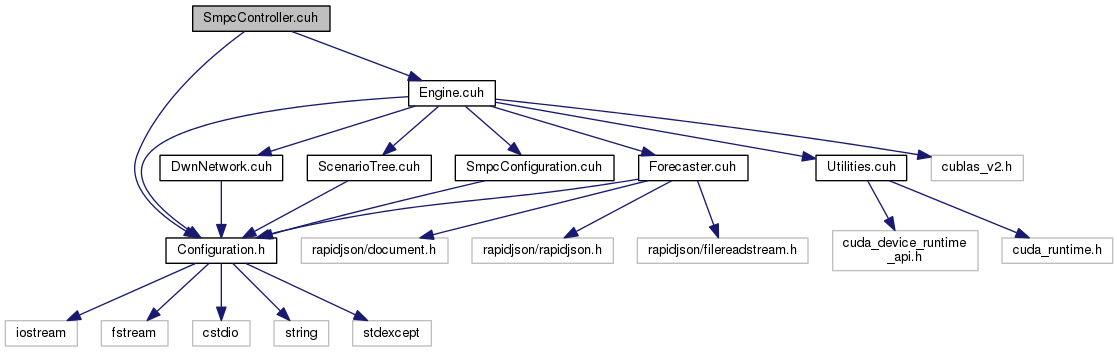 SmpcController.cuh
Engine.cuh
DwnNetwork.cuh
ScenarioTree.cuh
SmpcConfiguration.cuh
Forecaster.cuh
Utilities.cuh
cublas_v2.h
Configuration.h
rapidjson/document.h
rapidjson/rapidjson.h
rapidjson/filereadstream.h
cuda_device_runtime
_api.h
cuda_runtime.h
iostream
fstream
cstdio
string
stdexcept